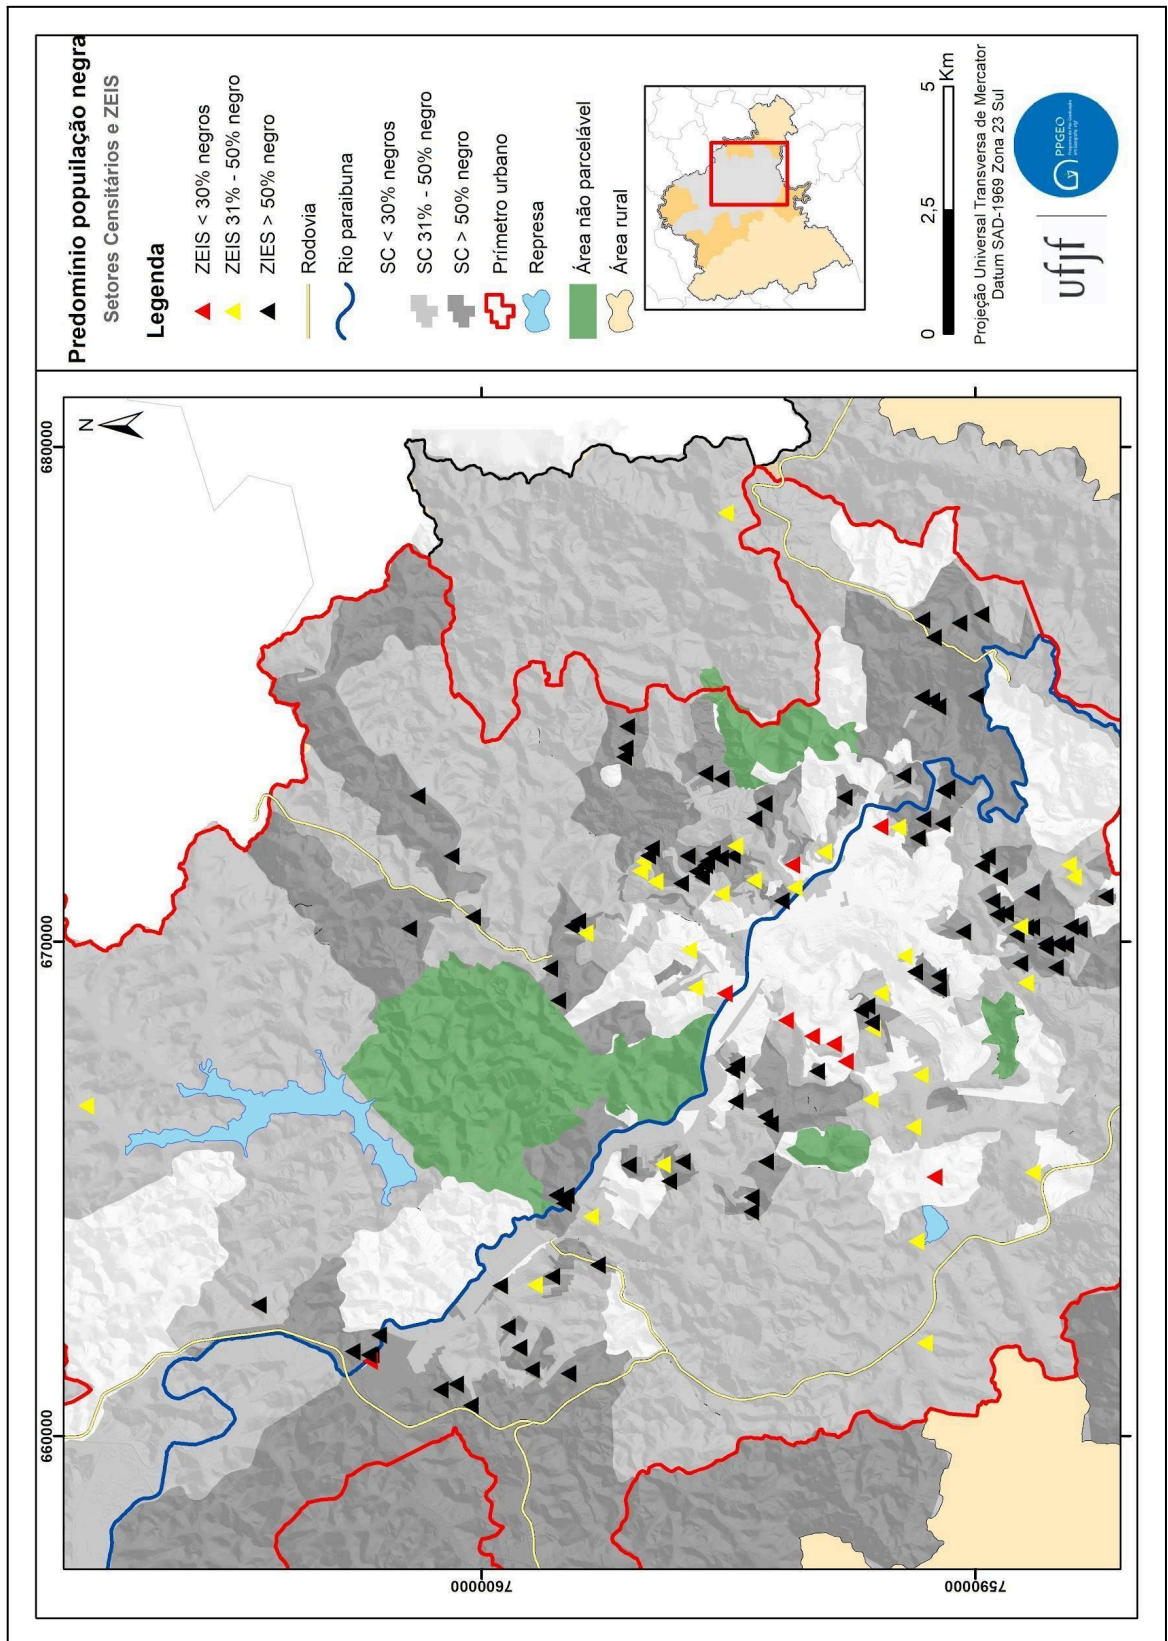 Predomínio população negra
Setores Censitários e ZEIS
Legenda
ZEIS < 30% negros
ZEIS 31% - 50% negro
ZIES > 50% negro
Rodovia
Rio paraibuna
SC < 30% negros
SC 31% - 50% negro
SC > 50% negro
Prímetro urbano
Represa
Área não parcelável
Área rural
0 2,5 5
Km
Projeção Universal Transversa de Mercator
Datum SAD-1969 Zona 23 Sul
ufjf
PPGEO
N
660000
670000
680000
7600000
7590000